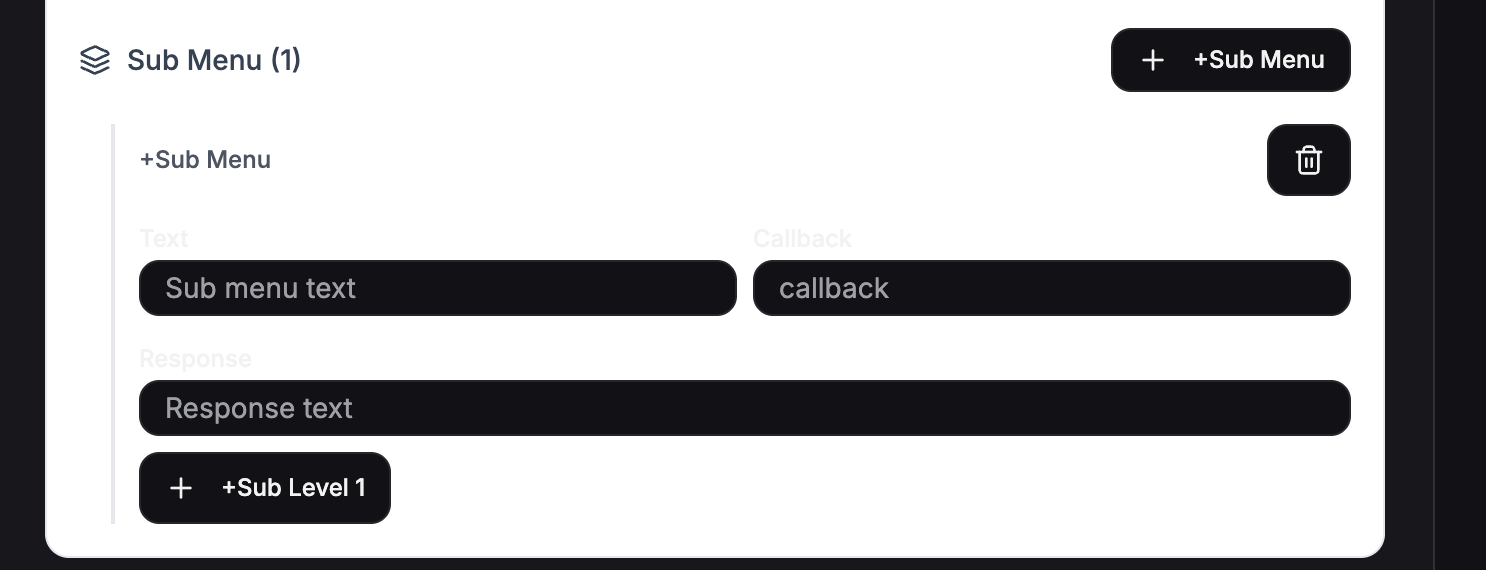 Sub Menu (1)
+Sub Menu
+Sub Menu
Text
Callback
Sub menu text
callback
Response
Response text
+Sub Level 1